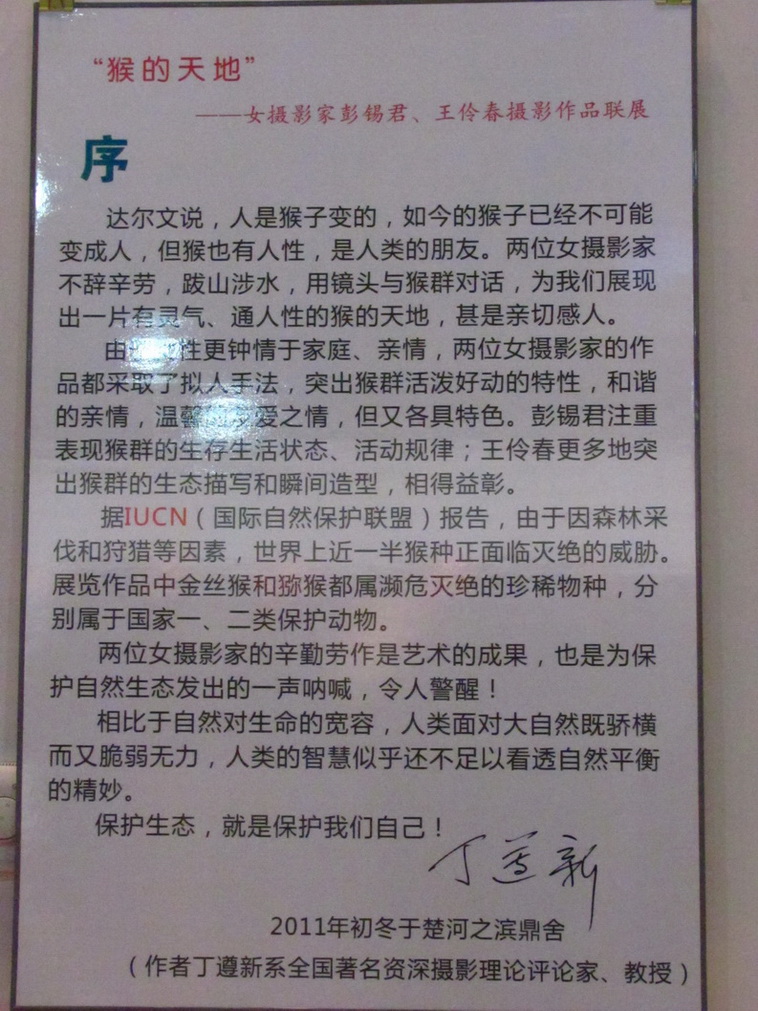 “猴的天地”
——女摄影家彭锡君、王伶春摄影作品联展
序
达尔文说，人是猴子变的，如今的猴子已经不可能
变成人，但猴也有人性，是人类的朋友。两位女摄影家
不辞辛劳，跋山涉水，用镜头与猴群对话，为我们展现
出一片有灵气、通人性的猴的天地，甚是亲切感人。
由性更钟情于家庭、亲情，两位女摄影家的作
品都采取了拟人手法，突出猴群活泼好动的特性，和谐
的亲情，温馨爱之情，但又各具特色。彭锡君注重
表现猴群的生存生活状态、活动规律；王伶春更多地突
出猴群的生态描写和瞬间造型，相得益彰。
据IUCN（国际自然保护联盟）报告，由于因森林采
伐和狩猎等因素，世界上近一半猴种正面临灭绝的威胁。
展览作品中金丝猴和猕猴都属濒危灭绝的珍稀物种，分
别属于国家一、二类保护动物。
两位女摄影家的辛勤劳作是艺术的成果，也是为保
护自然生态发出的一声呐喊，令人警醒！
相比于自然对生命的宽容，人类面对大自然既骄横
而又脆弱无力，人类的智慧似乎还不足以看透自然平衡
的精妙。
保护生态，就是保护我们自己！
丁遵新
2011年初冬于楚河之滨鼎舍
（作者丁遵新系全国著名资深摄影理论评论家、教授）